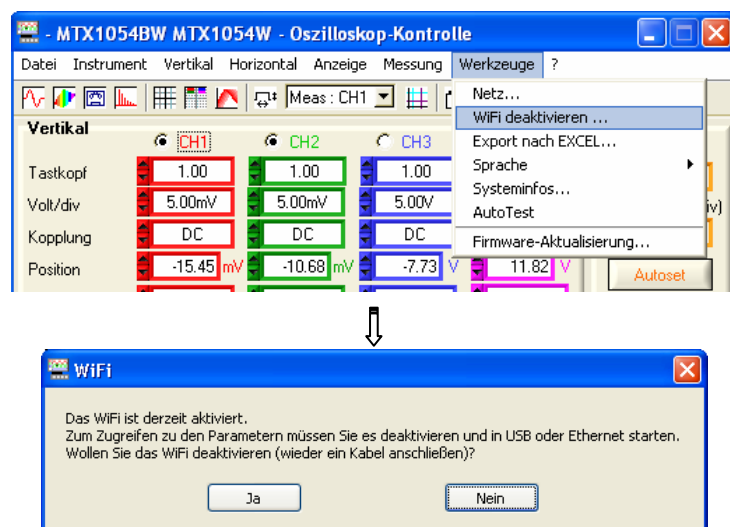 - MTX1054BW MTX1054W - Oszilloskop-Kontrolle
Datei Instrument Vertikal Horizontal Anzeige Messung Werkzeuge ?
Meas : CH1
Netz...
WiFi deaktivieren ...
Export nach EXCEL...
Sprache
Systeminfos...
AutoTest
Firmware-Aktualisierung...
Vertikal
CH1 CH2 CH3
Tastkopf 1.00 1.00 1.00
Volt/div 5.00mV 5.00mV 5.00V iv)
Kopplung DC DC DC
Position -15.45 mV -10.68 mV -7.73 V 11.82 V
Autoset
WiFi
Das WiFi ist derzeit aktiviert.
Zum Zugreifen zu den Parametern müssen Sie es deaktivieren und in USB oder Ethernet starten.
Wollen Sie das WiFi deaktivieren (wieder ein Kabel anschließen)?
Ja Nein